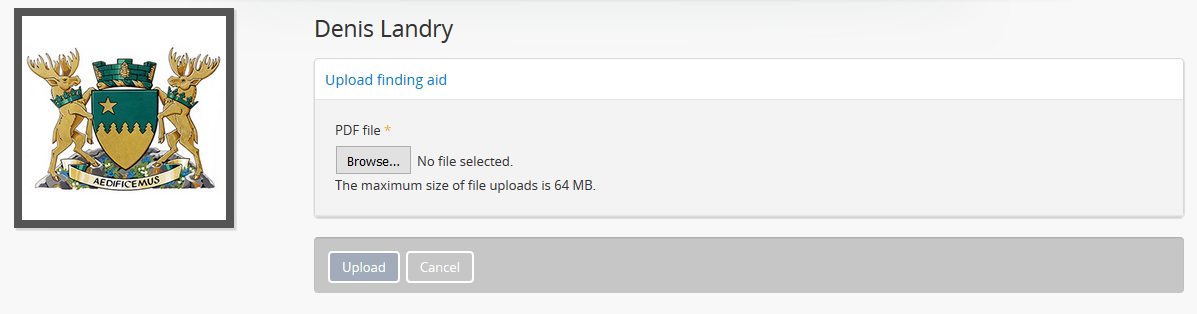 Denis Landry
Upload finding aid
PDF file *
Browse... No file selected.
The maximum size of file uploads is 64 MB.
AEDIFICEMUS
Upload Cancel